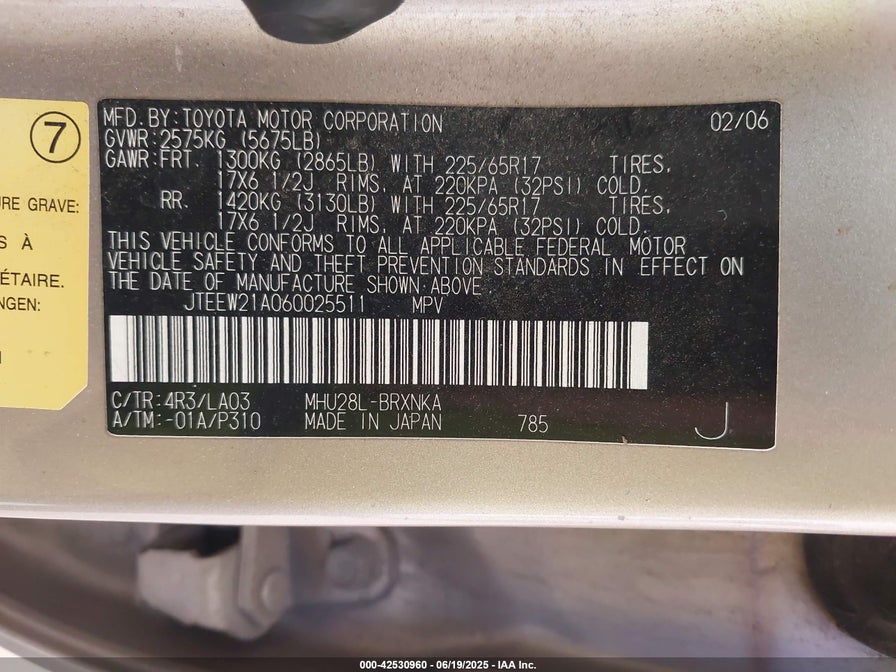 7
URE GRAVE:
S À
ÉTAIRE.
NGEN:
MFD.BY:TOYOTA MOTOR CORPORATION 02/06
GVWR:2575KG (5675LB)
GAWR:FRT. 1300KG (2865LB) WITH 225/65R17 TIRES,
17X6 1/2J RIMS, AT 220KPA (32PSI) COLD.
RR. 1420KG (3130LB) WITH 225/65R17 TIRES,
17X6 1/2J RIMS, AT 220KPA (32PSI) COLD.
THIS VEHICLE CONFORMS TO ALL APPLICABLE FEDERAL MOTOR
VEHICLE SAFETY AND THEFT PREVENTION STANDARDS IN EFFECT ON
THE DATE OF MANUFACTURE SHOWN ABOVE
JTEEW21A060025511 MPV
C/TR:4R3/LA03 MHU28L-BRXNKA
A/TM:-01A/P310 MADE IN JAPAN 785 J
000-42530960 - 06/19/2025 - IAA Inc.